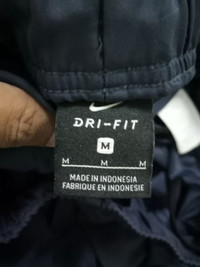 DRI-FIT
M
M M M
MADE IN INDONESIA
FABRIQUE EN INDONESIE